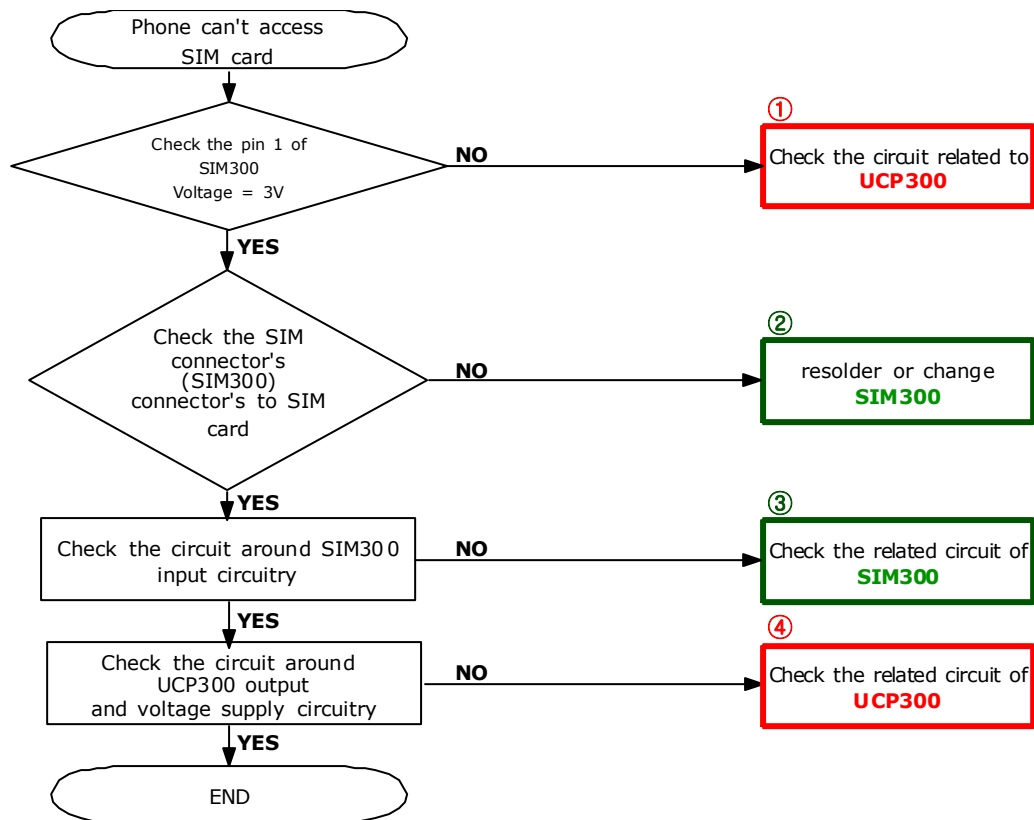 Phone can't access
SIM card
Check the pin 1 of
SIM300
Voltage = 3V
NO
①
Check the circuit related to
UCP300
YES
Check the SIM
connector's
(SIM300)
connector's to SIM
card
NO
②
resolder or change
SIM300
YES
Check the circuit around SIM300
input circuitry
NO
③
Check the related circuit of
SIM300
YES
Check the circuit around
UCP300 output
and voltage supply circuitry
NO
④
Check the related circuit of
UCP300
YES
END